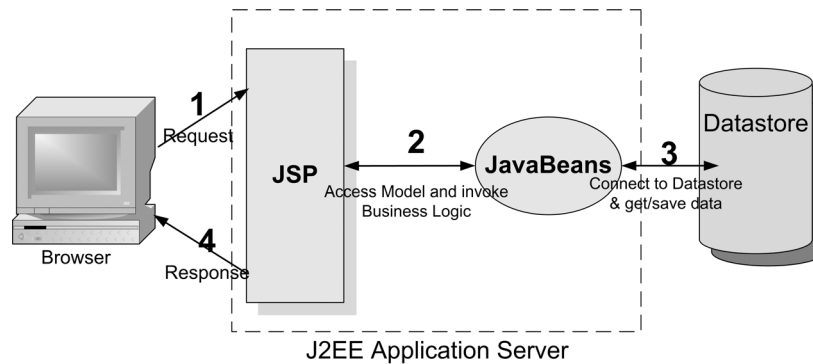 1
Request
JSP
2
Access Model and invoke
Business Logic
JavaBeans
3
Connect to Datastore
& get/save data
Datastore
4
Response
Browser
J2EE Application Server